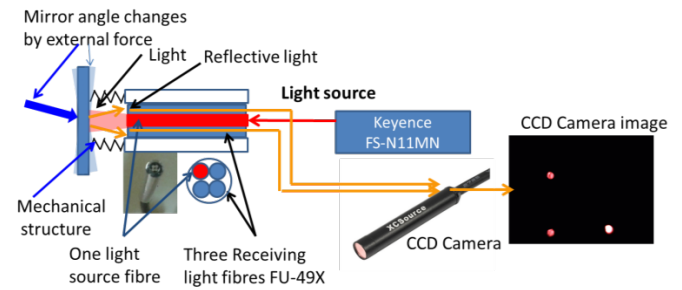 Mirror angle changes
by external force
Light
Reflective light
Light source
Keyence
FS-N11MN
CCD Camera image
XCSource
CCD Camera
Mechanical
structure
One light
source fibre
Three Receiving
light fibres FU-49X